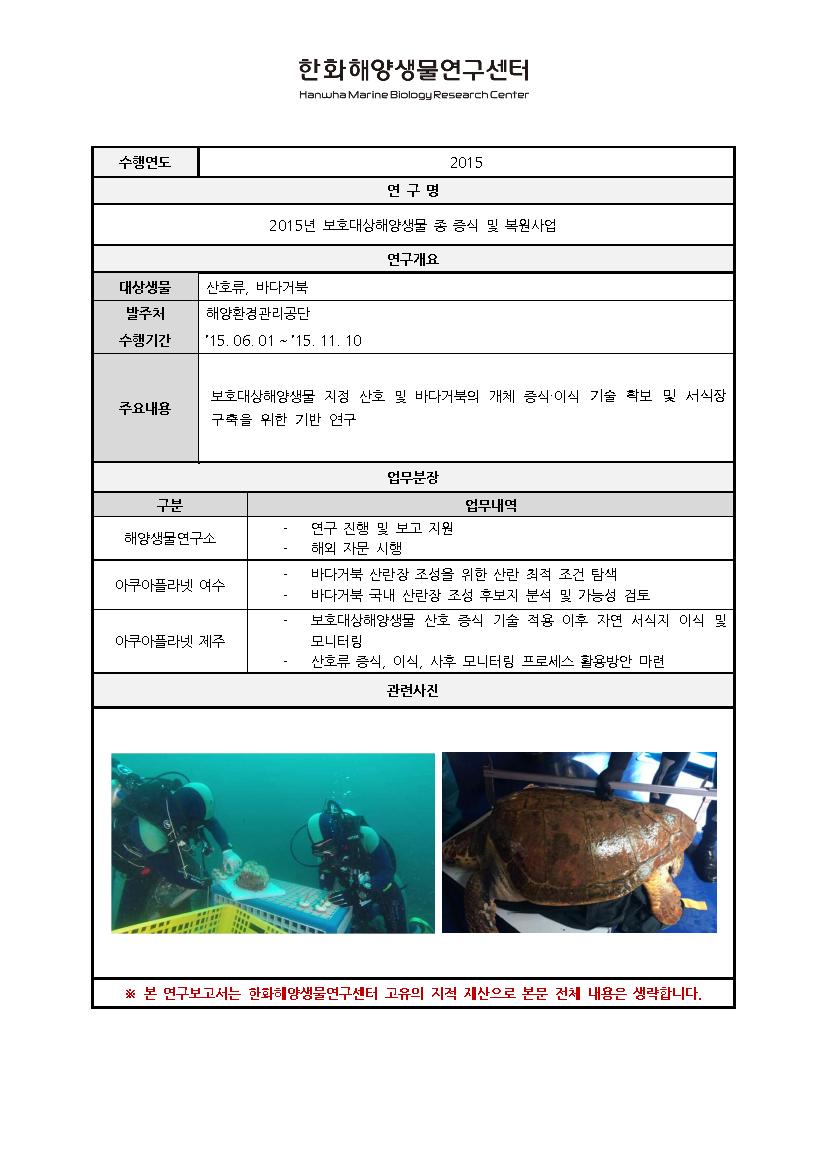 한화해양생물연구센터
Hanwha Marine Biology Research Center
수행연도 2015
연 구 명
2015년 보호대상해양생물 종 증식 및 복원사업
연구개요
대상생물 산호류, 바다거북
발주처 해양환경관리공단
수행기간 '15. 06. 01 ~ '15. 11. 10
주요내용
보호대상해양생물 지정 산호 및 바다거북의 개체 증식·이식 기술 확보 및 서식장
구축을 위한 기반 연구
업무분장
구분 업무내역
해양생물연구소
- 연구 진행 및 보고 지원
- 해외 자문 시행
아쿠아플라넷 여수
- 바다거북 산란장 조성을 위한 산란 최적 조건 탐색
- 바다거북 국내 산란장 조성 후보지 분석 및 가능성 검토
아쿠아플라넷 제주
- 보호대상해양생물 산호 증식 기술 적용 이후 자연 서식지 이식 및
모니터링
- 산호류 증식, 이식, 사후 모니터링 프로세스 활용방안 마련
관련사진
※ 본 연구보고서는 한화해양생물연구센터 고유의 지적 재산으로 본문 전체 내용은 생략합니다.